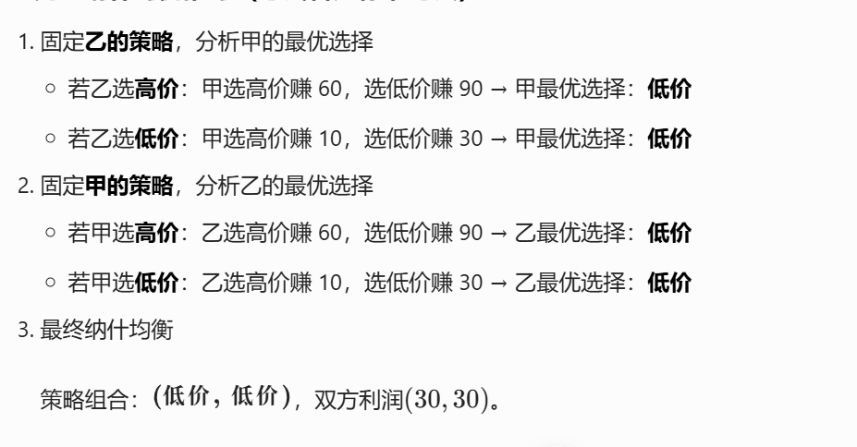 1. 固定乙的策略，分析甲的最优选择
○ 若乙选高价：甲选高价赚 60，选低价赚 90 → 甲最优选择：低价
○ 若乙选低价：甲选高价赚 10，选低价赚 30 → 甲最优选择：低价
2. 固定甲的策略，分析乙的最优选择
○ 若甲选高价：乙选高价赚 60，选低价赚 90 → 乙最优选择：低价
○ 若甲选低价：乙选高价赚 10，选低价赚 30 → 乙最优选择：低价
3. 最终纳什均衡
策略组合：(低价, 低价)，双方利润(30, 30)。